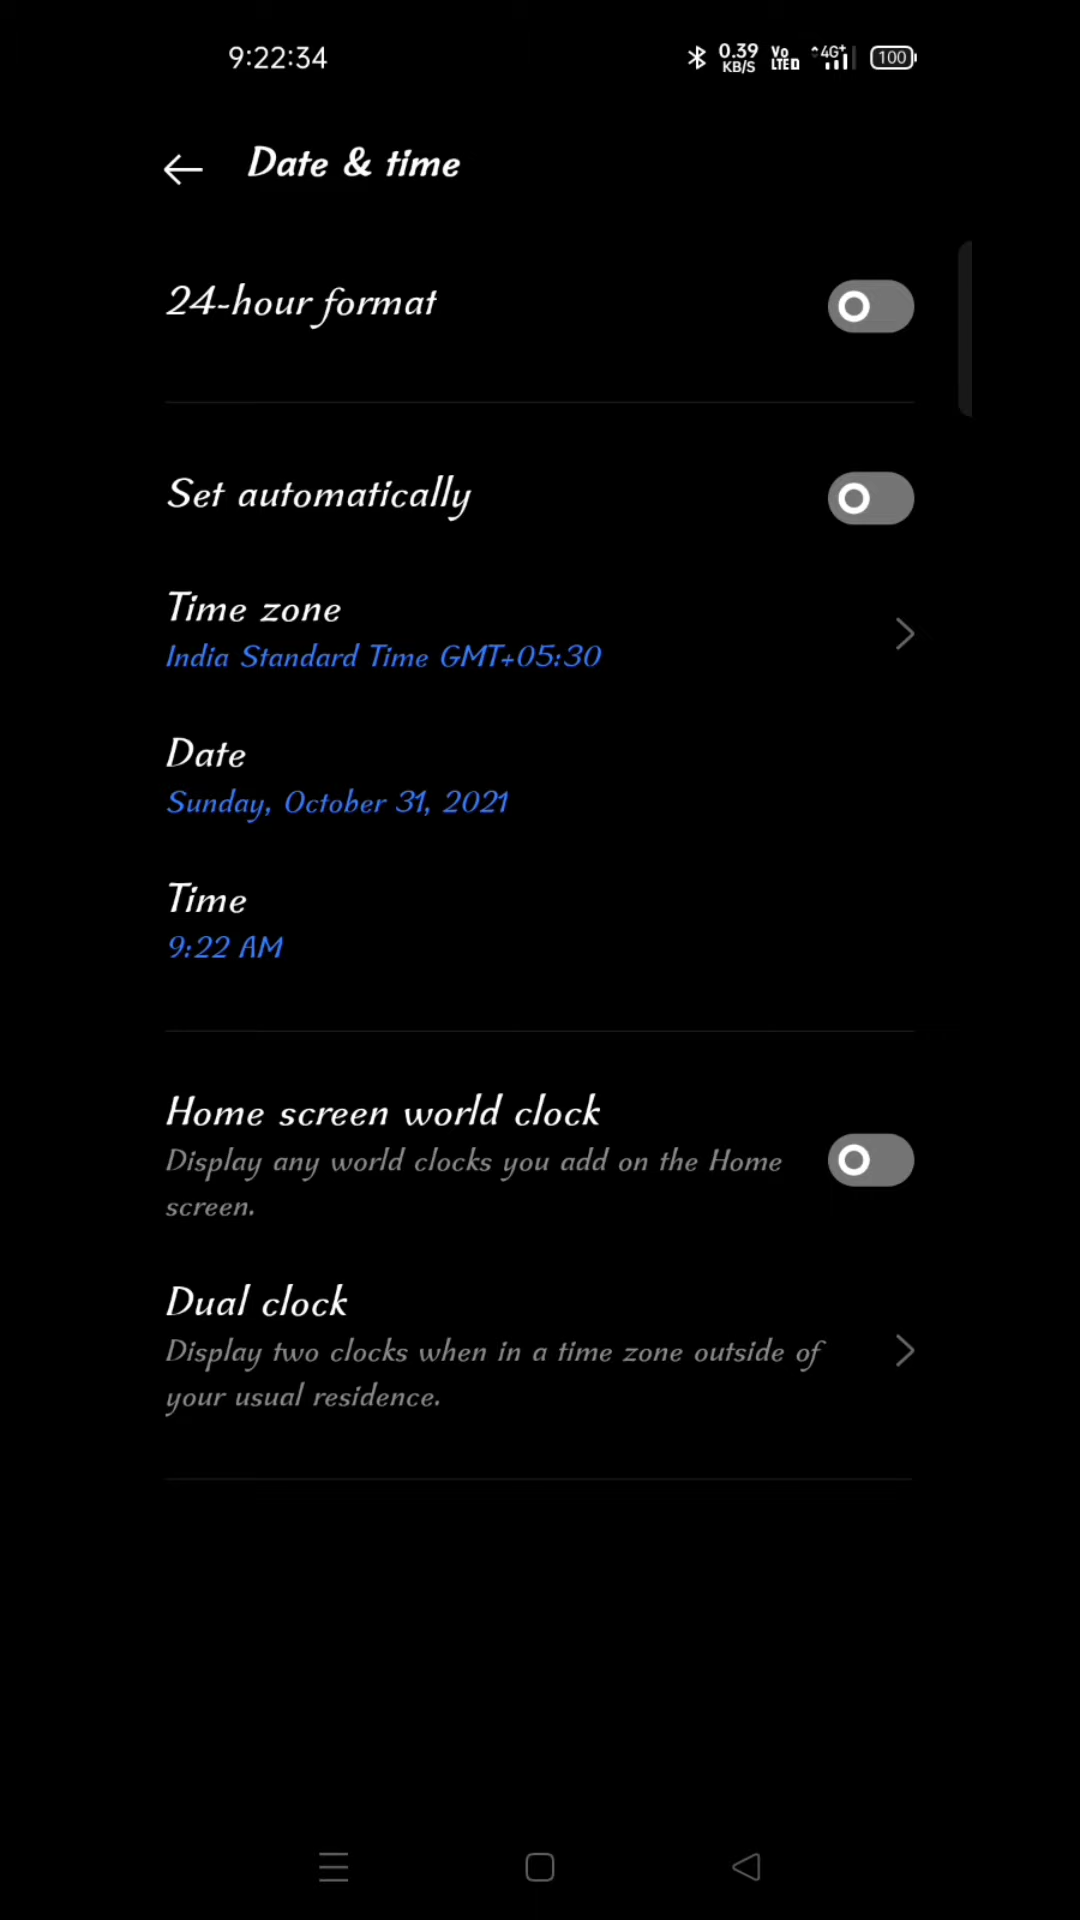 9:22:34
0.39 KB/S Vo LTE 4G+ 100
Date & time
24-hour format
Set automatically
Time zone
India Standard Time GMT+05:30
Date
Sunday, October 31, 2021
Time
9:22 AM
Home screen world clock
Display any world clocks you add on the Home
screen.
Dual clock
Display two clocks when in a time zone outside of
your usual residence.